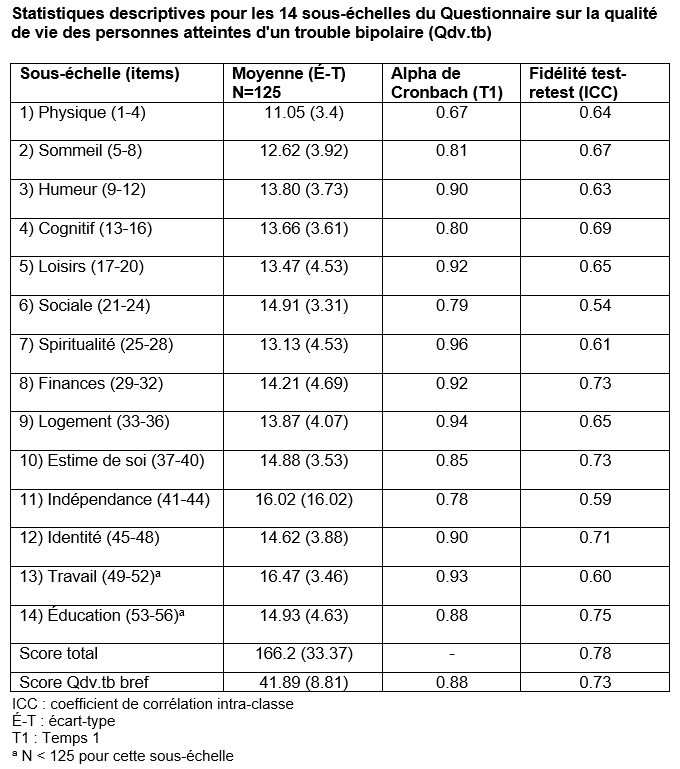 Statistiques descriptives pour les 14 sous-échelles du Questionnaire sur la qualité
de vie des personnes atteintes d'un trouble bipolaire (Qdv.tb)
Sous-échelle (items) Moyenne (É-T) Alpha de Fidélité test-
N=125 Cronbach (T1) retest (ICC)
1) Physique (1-4) 11.05 (3.4) 0.67 0.64
2) Sommeil (5-8) 12.62 (3.92) 0.81 0.67
3) Humeur (9-12) 13.80 (3.73) 0.90 0.63
4) Cognitif (13-16) 13.66 (3.61) 0.80 0.69
5) Loisirs (17-20) 13.47 (4.53) 0.92 0.65
6) Sociale (21-24) 14.91 (3.31) 0.79 0.54
7) Spiritualité (25-28) 13.13 (4.53) 0.96 0.61
8) Finances (29-32) 14.21 (4.69) 0.92 0.73
9) Logement (33-36) 13.87 (4.07) 0.94 0.65
10) Estime de soi (37-40) 14.88 (3.53) 0.85 0.73
11) Indépendance (41-44) 16.02 (16.02) 0.78 0.59
12) Identité (45-48) 14.62 (3.88) 0.90 0.71
13) Travail (49-52)ª 16.47 (3.46) 0.93 0.60
14) Éducation (53-56)ª 14.93 (4.63) 0.88 0.75
Score total 166.2 (33.37) - 0.78
Score Qdv.tb bref 41.89 (8.81) 0.88 0.73
ICC : coefficient de corrélation intra-classe
É-T : écart-type
T1 : Temps 1
ª N < 125 pour cette sous-échelle